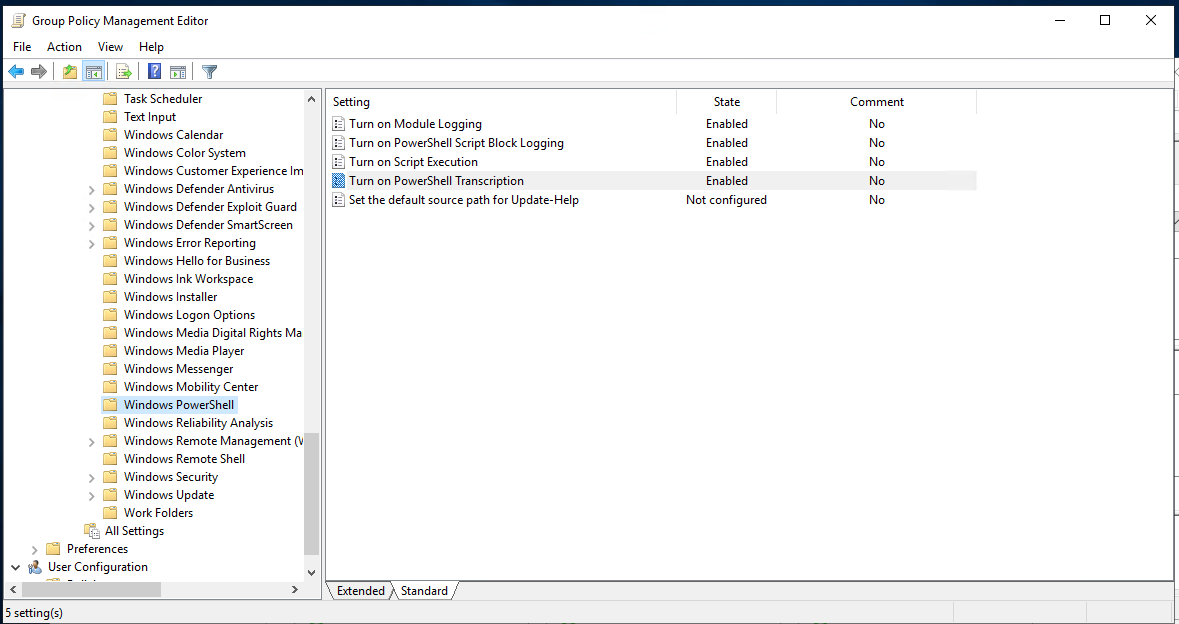 Group Policy Management Editor
File Action View Help
Task Scheduler
Text Input
Windows Calendar
Windows Color System
Windows Customer Experience Im
Windows Defender Antivirus
Windows Defender Exploit Guard
Windows Defender SmartScreen
Windows Error Reporting
Windows Hello for Business
Windows Ink Workspace
Windows Installer
Windows Logon Options
Windows Media Digital Rights Ma
Windows Media Player
Windows Messenger
Windows Mobility Center
Windows PowerShell
Windows Reliability Analysis
Windows Remote Management (W
Windows Remote Shell
Windows Security
Windows Update
Work Folders
All Settings
Preferences
User Configuration
Setting State Comment
Turn on Module Logging Enabled No
Turn on PowerShell Script Block Logging Enabled No
Turn on Script Execution Enabled No
Turn on PowerShell Transcription Enabled No
Set the default source path for Update-Help Not configured No
Extended Standard
5 setting(s)